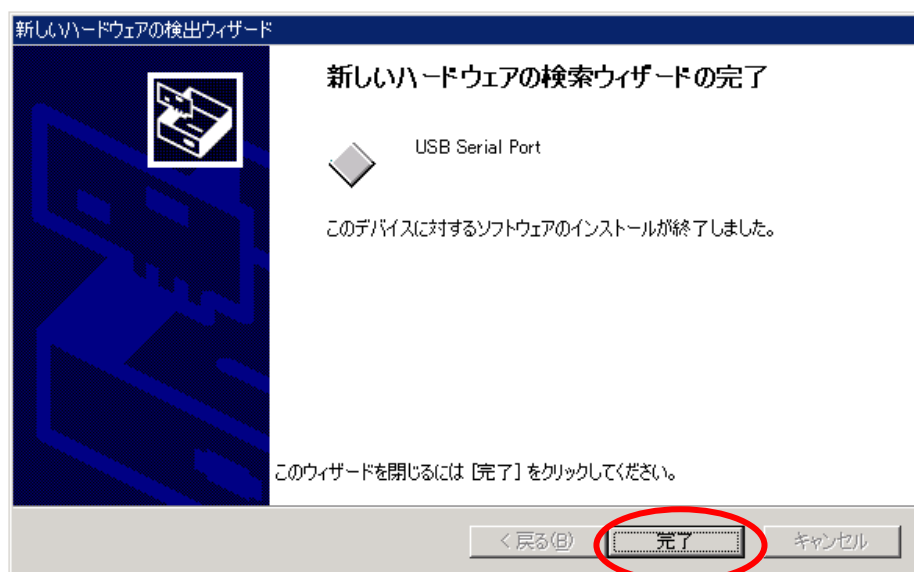 新しいハードウェアの検出ウィザード
新しいハードウェアの検索ウィザードの完了
USB Serial Port
このデバイスに対するソフトウェアのインストールが終了しました。
このウィザードを閉じるには [完了] をクリックしてください。
< 戻る(B) 完了 キャンセル